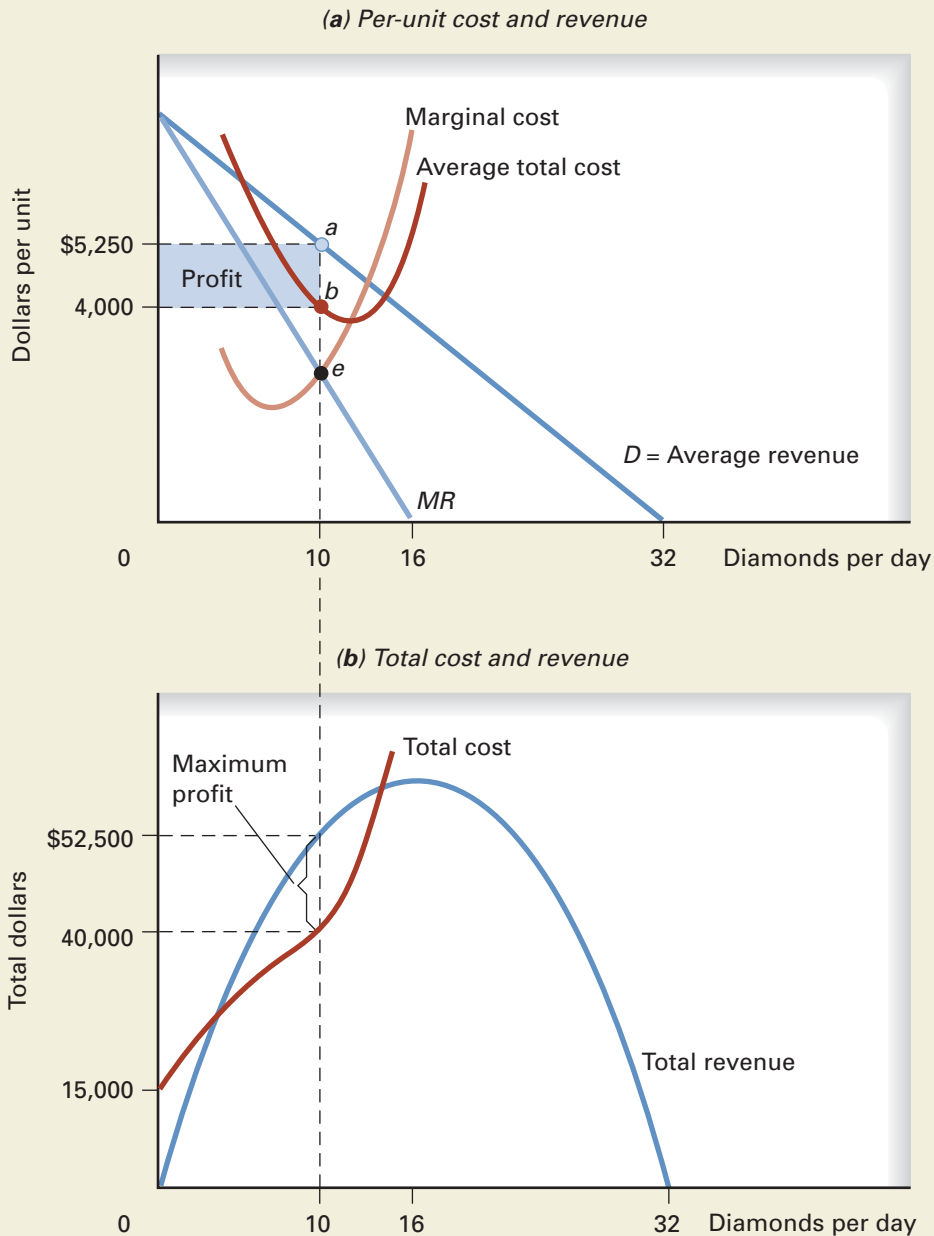 (a) Per-unit cost and revenue
Dollars per unit
Marginal cost
Average total cost
$5,250
a
Profit
4,000
b
e
D = Average revenue
MR
0
10
16
32
Diamonds per day
(b) Total cost and revenue
Total dollars
Total cost
Maximum
profit
$52,500
40,000
Total revenue
15,000
0
10
16
32
Diamonds per day